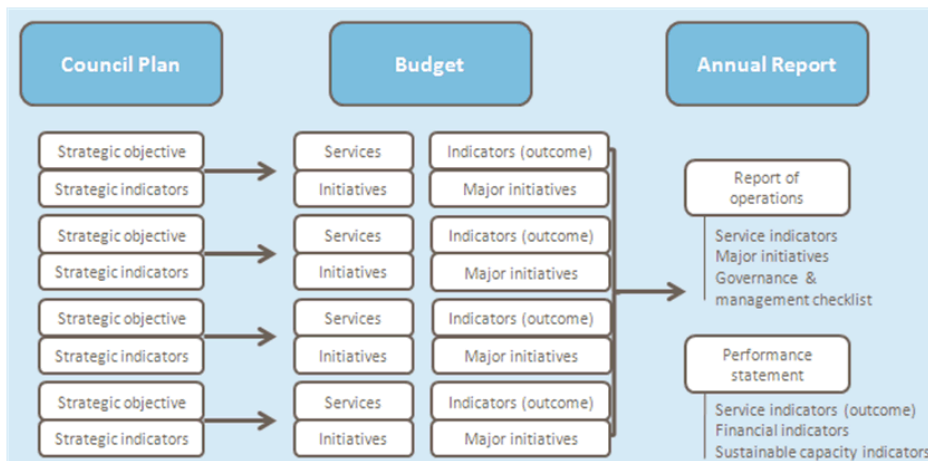 Council Plan
Budget
Annual Report
Strategic objective
Services
Indicators (outcome)
Strategic indicators
Initiatives
Major initiatives
Strategic objective
Services
Indicators (outcome)
Strategic indicators
Initiatives
Major initiatives
Strategic objective
Services
Indicators (outcome)
Strategic indicators
Initiatives
Major initiatives
Strategic objective
Services
Indicators (outcome)
Strategic indicators
Initiatives
Major initiatives
Report of
operations
Service indicators
Major initiatives
Governance &
management checklist
Performance
statement
Service indicators (outcome)
Financial indicators
Sustainable capacity indicators